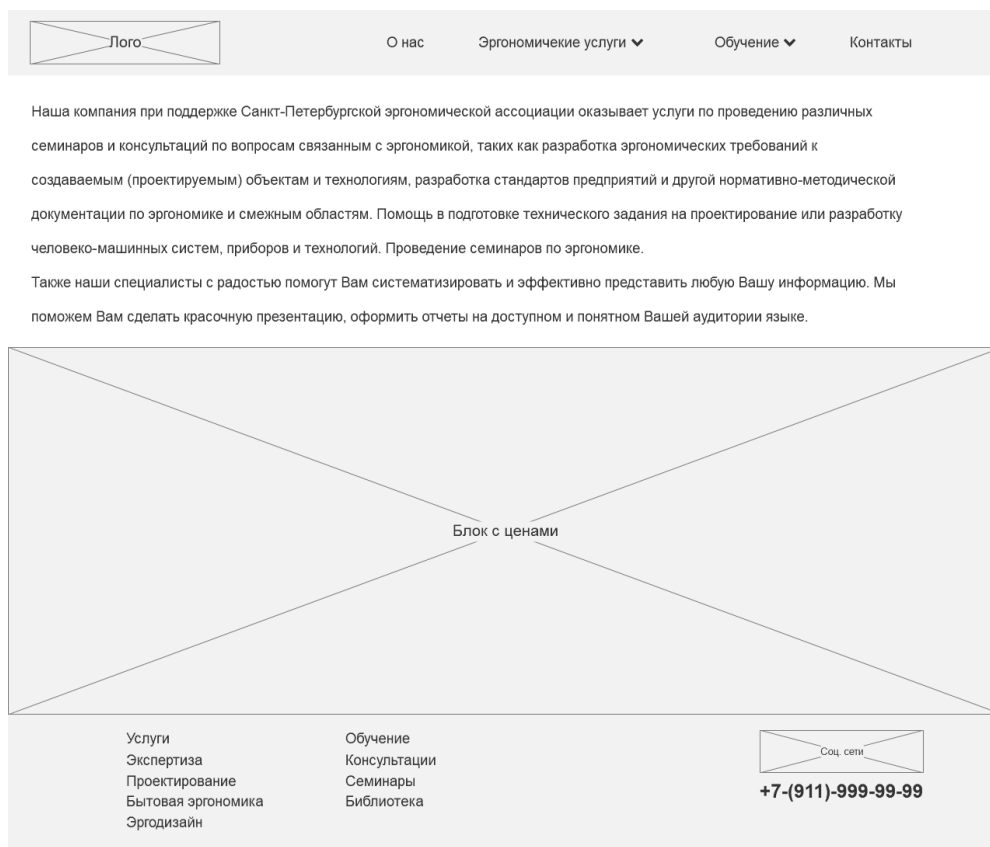 Лого
О нас Эргономичекие услуги Обучение Контакты
Наша компания при поддержке Санкт-Петербургской эргономической ассоциации оказывает услуги по проведению различных
семинаров и консультаций по вопросам связанным с эргономикой, таких как разработка эргономических требований к
создаваемым (проектируемым) объектам и технологиям, разработка стандартов предприятий и другой нормативно-методической
документации по эргономике и смежным областям. Помощь в подготовке технического задания на проектирование или разработку
человеко-машинных систем, приборов и технологий. Проведение семинаров по эргономике.
Также наши специалисты с радостью помогут Вам систематизировать и эффективно представить любую Вашу информацию. Мы
поможем Вам сделать красочную презентацию, оформить отчеты на доступном и понятном Вашей аудитории языке.
Блок с ценами
Услуги
Экспертиза
Проектирование
Бытовая эргономика
Эргодизайн
Обучение
Консультации
Семинары
Библиотека
Соц. сети
+7-(911)-999-99-99